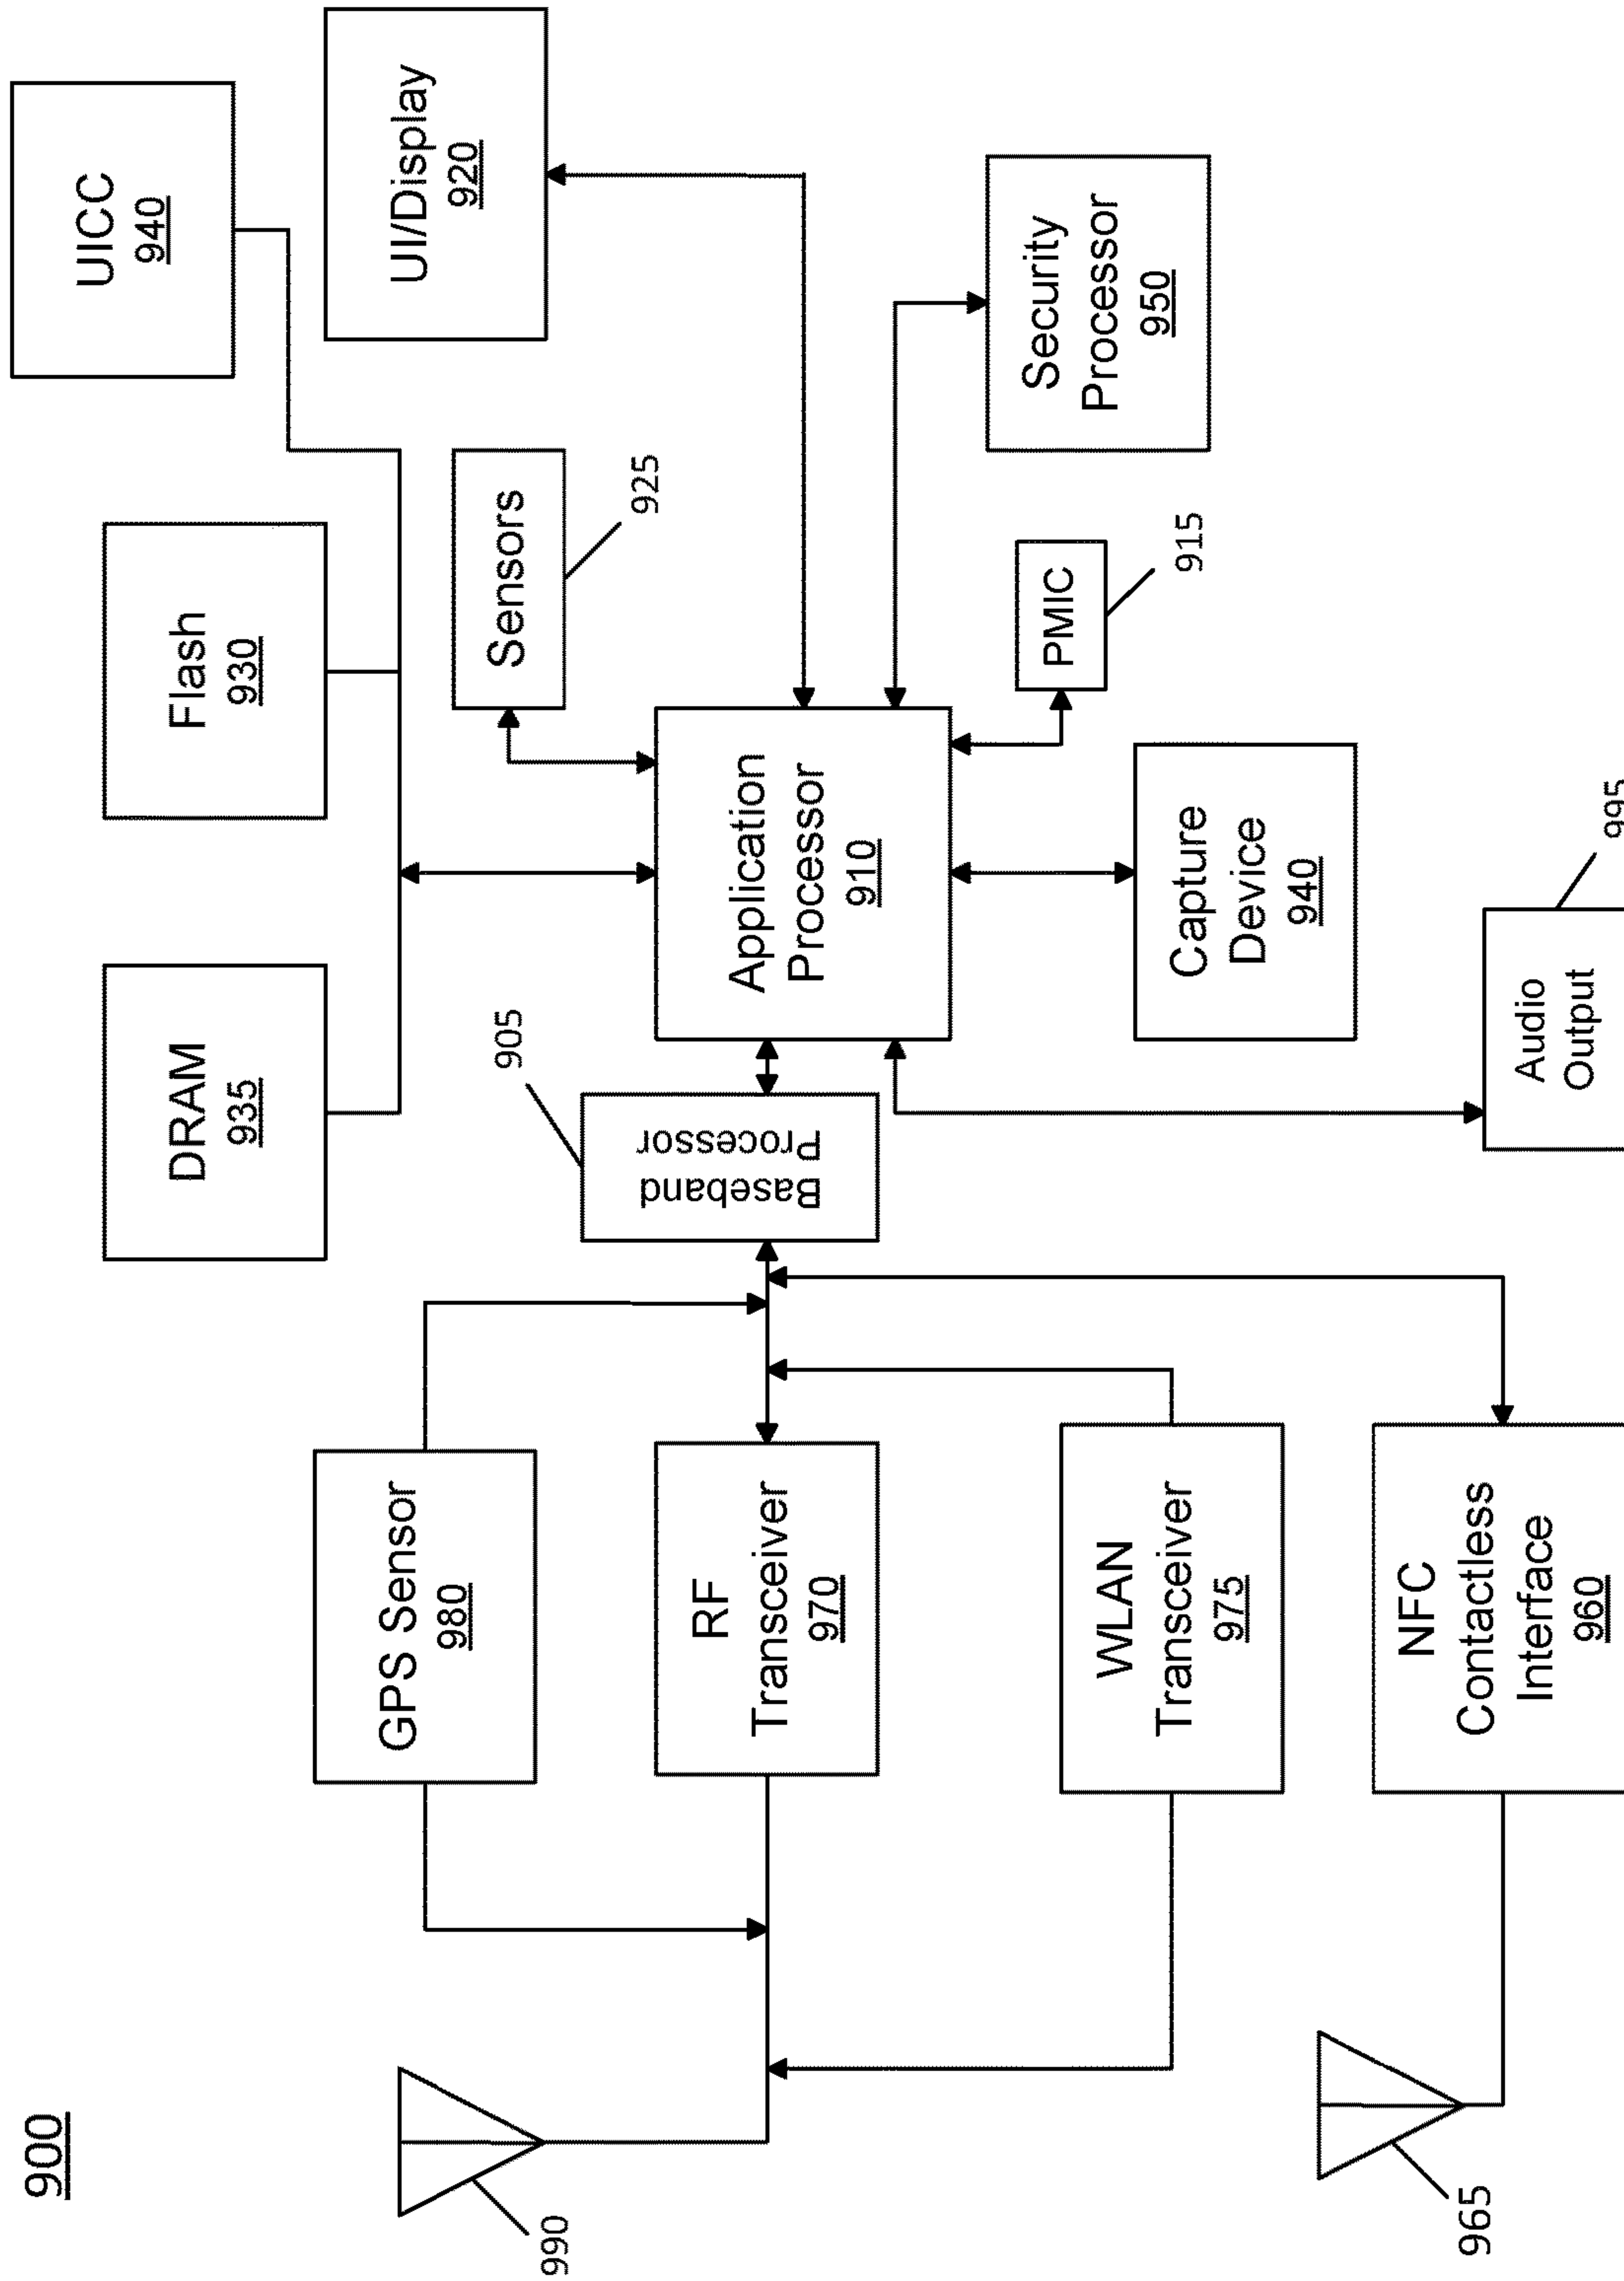 900
UICC
940
Flash
930
DRAM
935
UI/Display
920
Sensors
925
GPS Sensor
980
990
905
Baseband
Processor
Application
Processor
910
RF
Transceiver
970
Security
Processor
950
PMIC
915
Capture
Device
940
WLAN
Transceiver
975
NFC
Contactless
Interface
960
965
Audio
Output
995